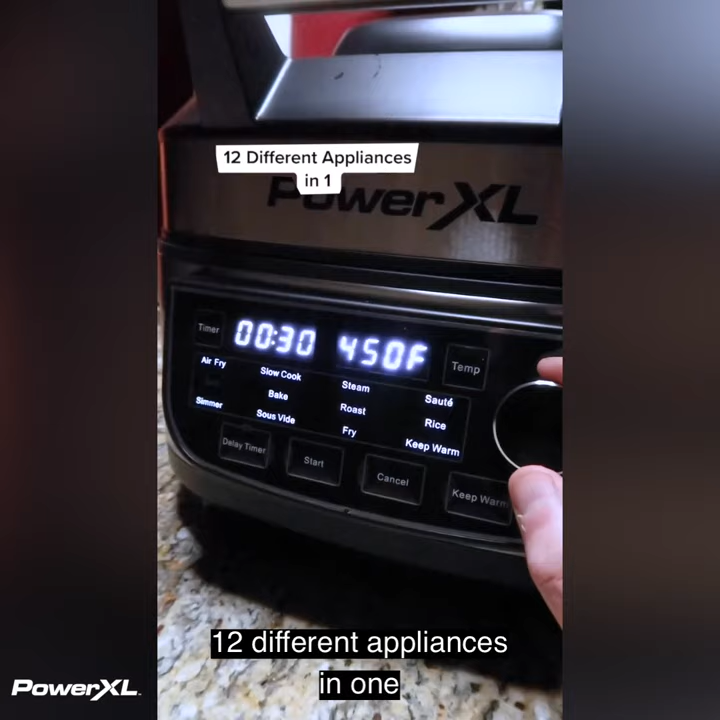 12 Different Appliances
in 1
PowerXL
Timer
00:30
450F
Temp
Air Fry
Slow Cook
Steam
Sauté
Bake
Roast
Rice
Simmer
Sous Vide
Fry
Keep Warm
Delay Timer
Start
Cancel
Keep Warm
12 different appliances
in one
PowerXL